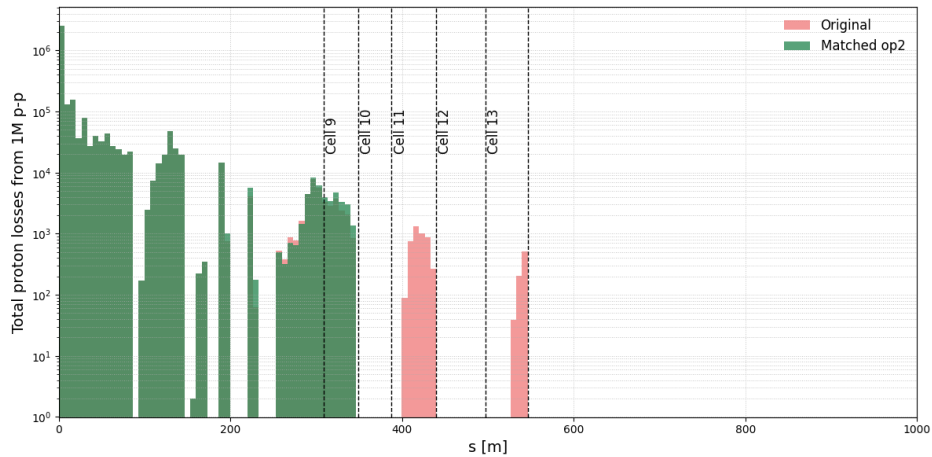 Original
Matched op2
Total proton losses from 1M p-p
10⁶
10⁵
10⁴
10³
10²
10¹
10⁰
Cell 9
Cell 10
Cell 11
Cell 12
Cell 13
0
200
400
600
800
1000
s [m]